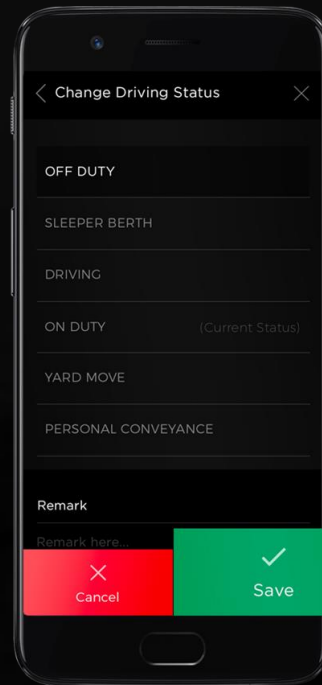 Change Driving Status
OFF DUTY
SLEEPER BERTH
DRIVING
ON DUTY (Current Status)
YARD MOVE
PERSONAL CONVEYANCE
Remark
Remark here...
Cancel
Save